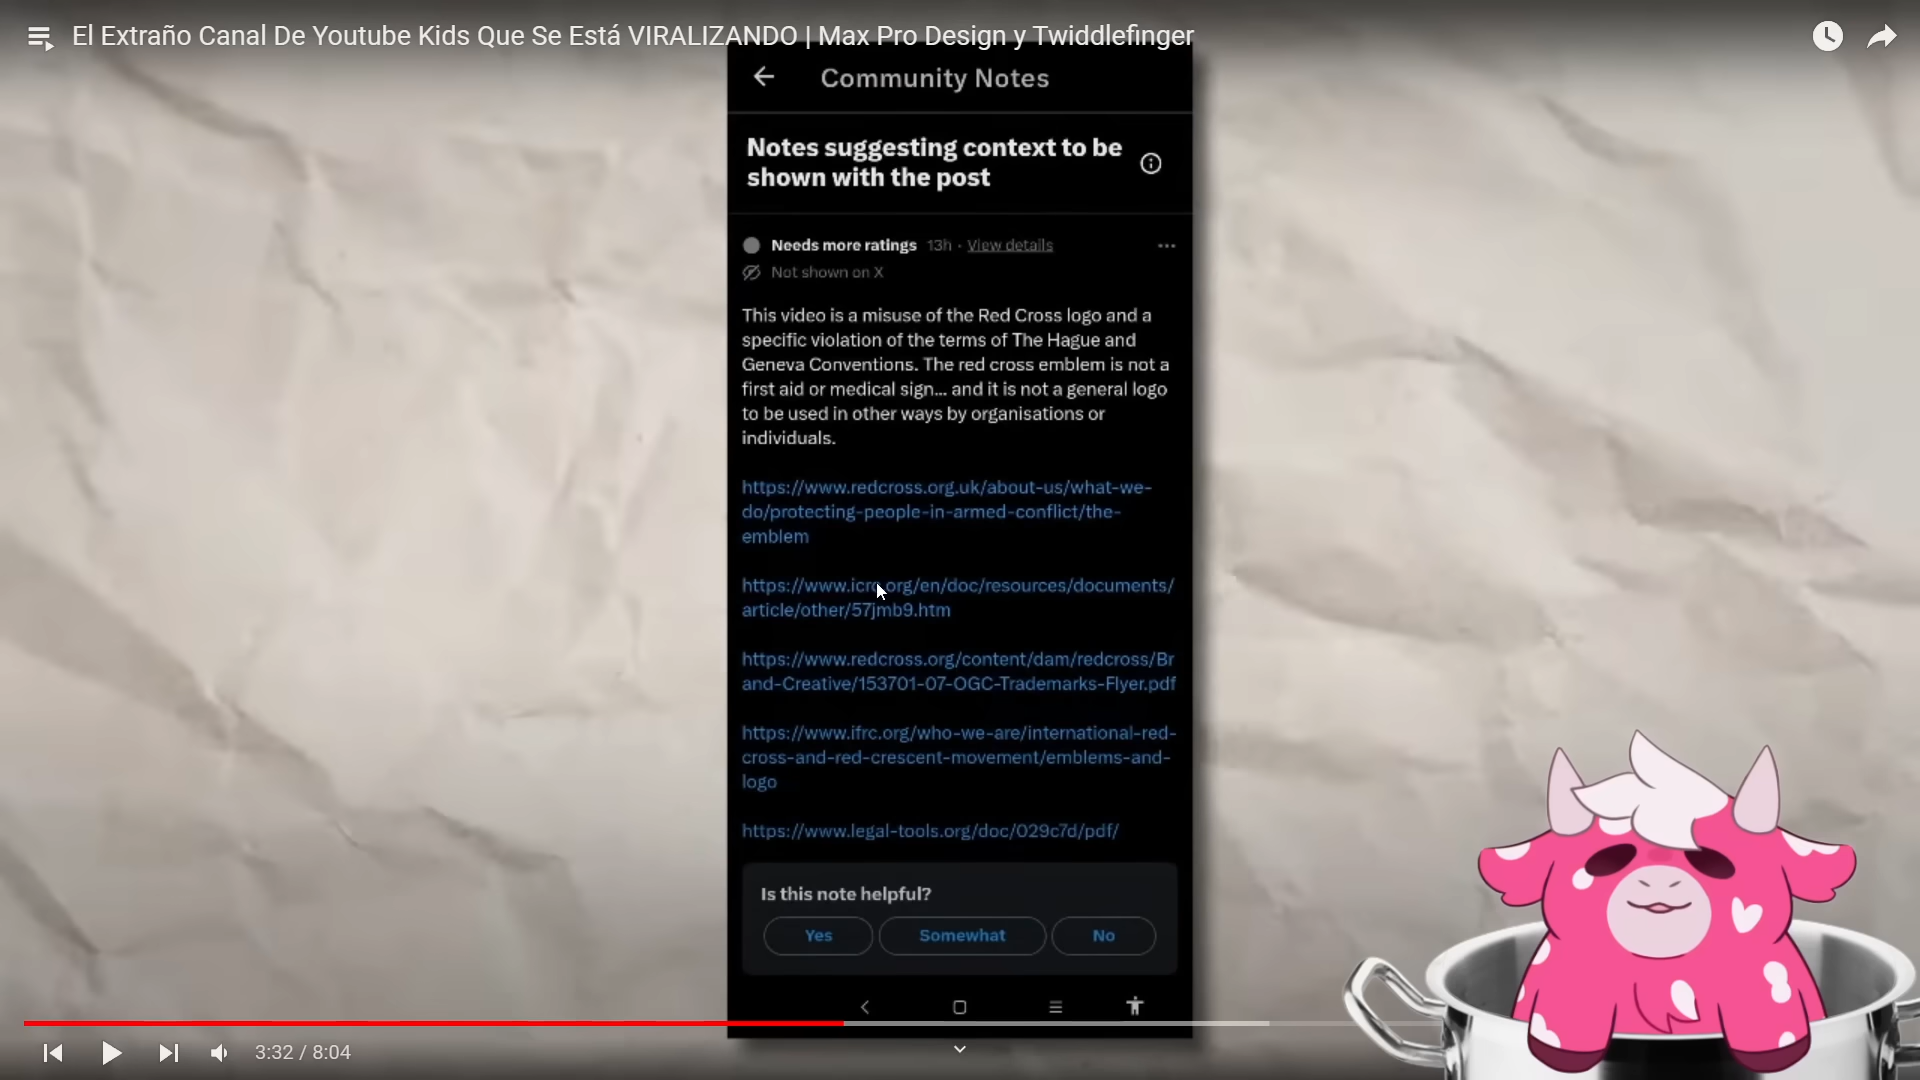 El Extraño Canal De Youtube Kids Que Se Está VIRALIZANDO | Max Pro Design y Twiddlefinger
Community Notes
Notes suggesting context to be
shown with the post
Needs more ratings 13h · View details
Not shown on X
This video is a misuse of the Red Cross logo and a
specific violation of the terms of The Hague and
Geneva Conventions. The red cross emblem is not a
first aid or medical sign... and it is not a general logo
to be used in other ways by organisations or
individuals.
https://www.redcross.org.uk/about-us/what-we-
do/protecting-people-in-armed-conflict/the-
emblem
https://www.icrc.org/en/doc/resources/documents/
article/other/57jmb9.htm
https://www.redcross.org/content/dam/redcross/Br
and-Creative/153701-07-OGC-Trademarks-Flyer.pdf
https://www.ifrc.org/who-we-are/international-red-
cross-and-red-crescent-movement/emblems-and-
logo
https://www.legal-tools.org/doc/029c7d/pdf/
Is this note helpful?
Yes Somewhat No
3:32 / 8:04